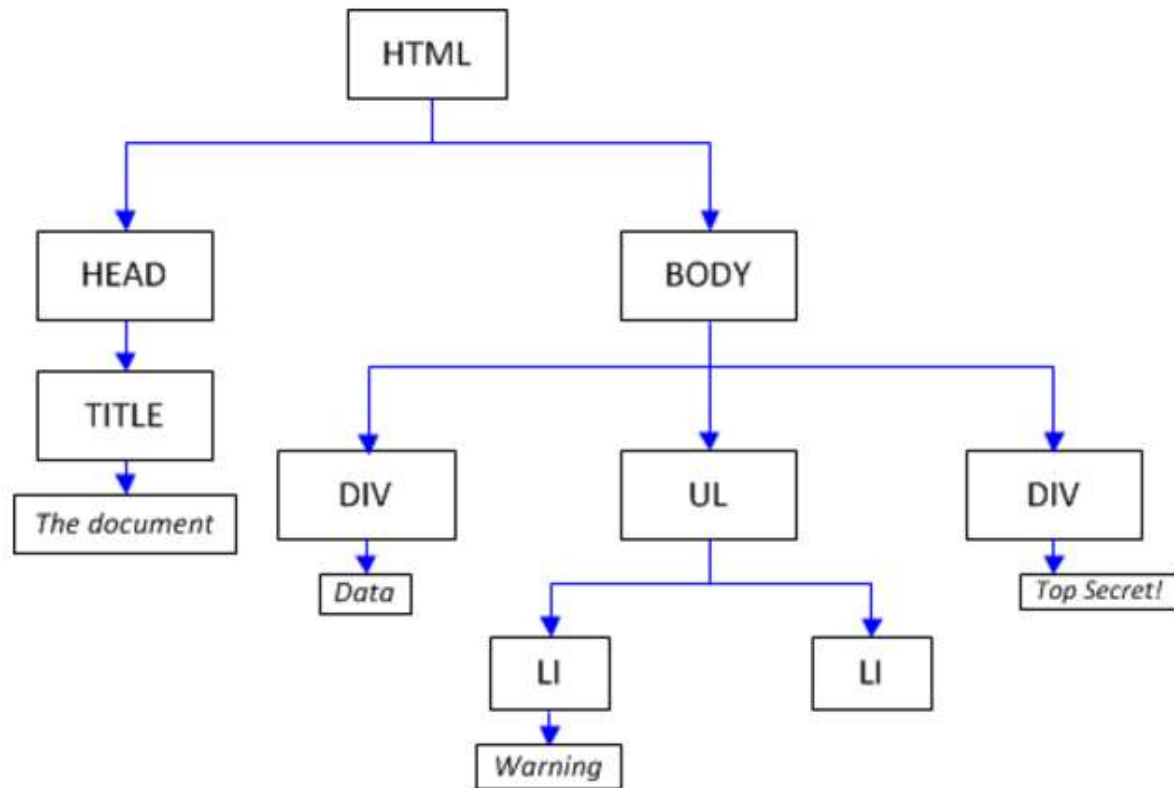 HTML
HEAD
BODY
TITLE
The document
DIV
UL
DIV
Data
Top Secret!
LI
LI
Warning